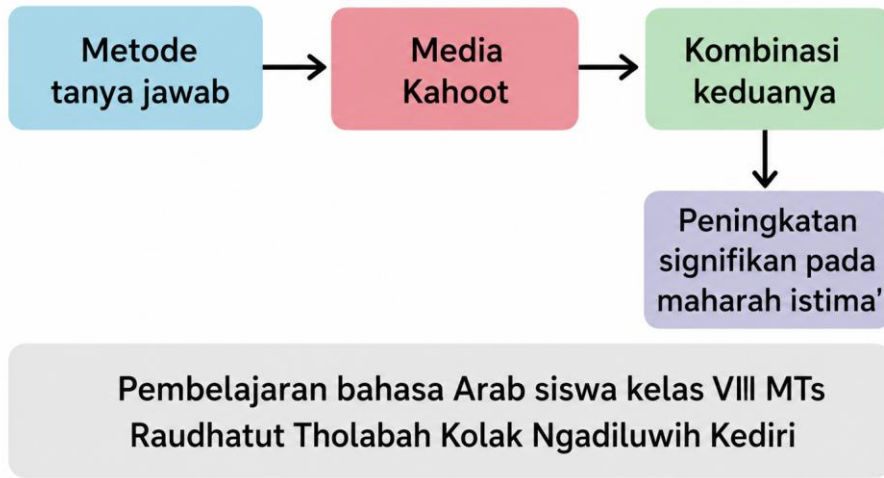 Metode
tanya jawab
Media
Kahoot
Kombinasi
keduanya
Peningkatan
signifikan pada
maharah istima’
Pembelajaran bahasa Arab siswa kelas VIII MTs
Raudhatut Tholabah Kolak Ngadiluwih Kediri